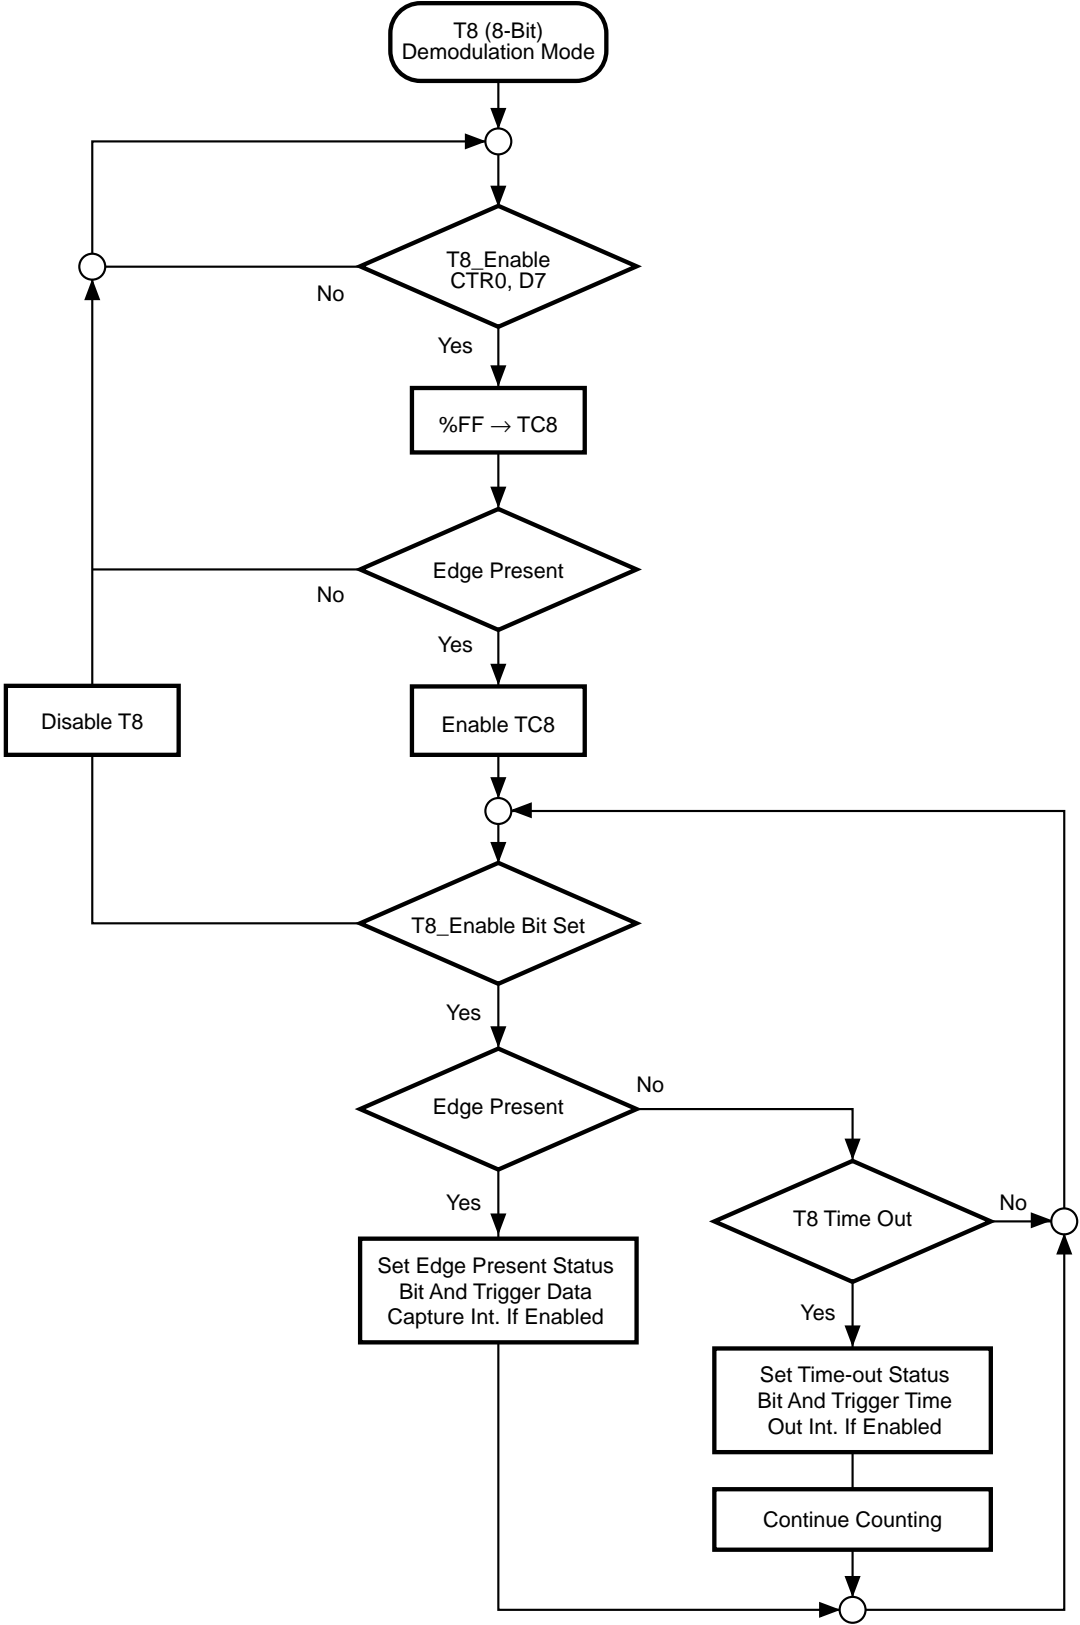 T8 (8-Bit)
Demodulation Mode
T8_Enable
CTR0, D7
No
Yes
%FF → TC8
Edge Present
No
Yes
Disable T8
Enable TC8
T8_Enable Bit Set
Yes
Edge Present
No
Yes
T8 Time Out
No
Set Edge Present Status
Bit And Trigger Data
Capture Int. If Enabled
Yes
Set Time-out Status
Bit And Trigger Time
Out Int. If Enabled
Continue Counting